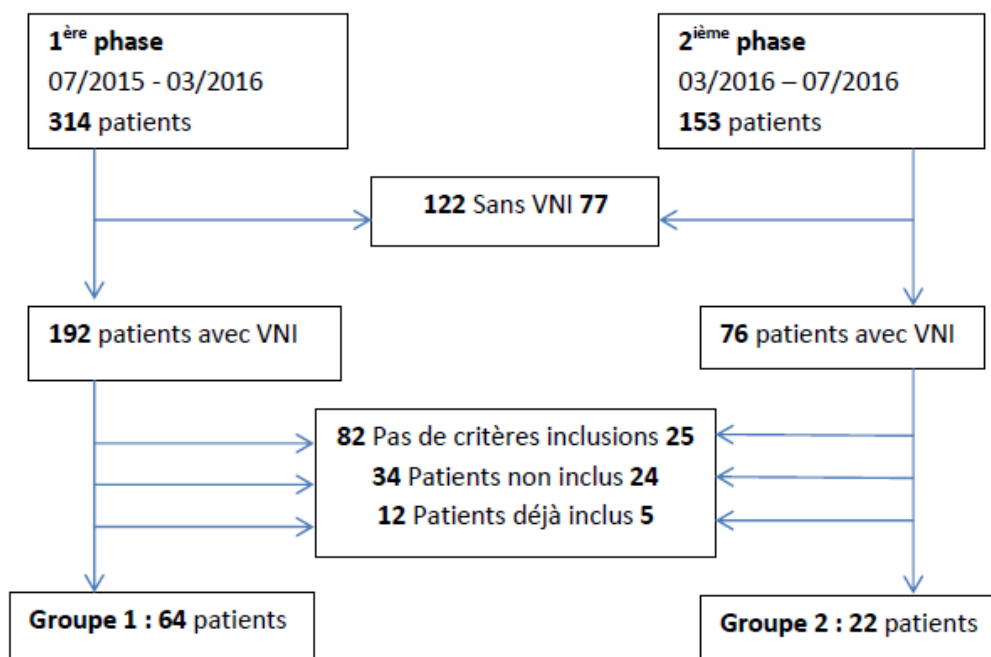 1ère phase
07/2015 - 03/2016
314 patients
2ième phase
03/2016 – 07/2016
153 patients
122 Sans VNI 77
192 patients avec VNI
76 patients avec VNI
82 Pas de critères inclusions 25
34 Patients non inclus 24
12 Patients déjà inclus 5
Groupe 1 : 64 patients
Groupe 2 : 22 patients